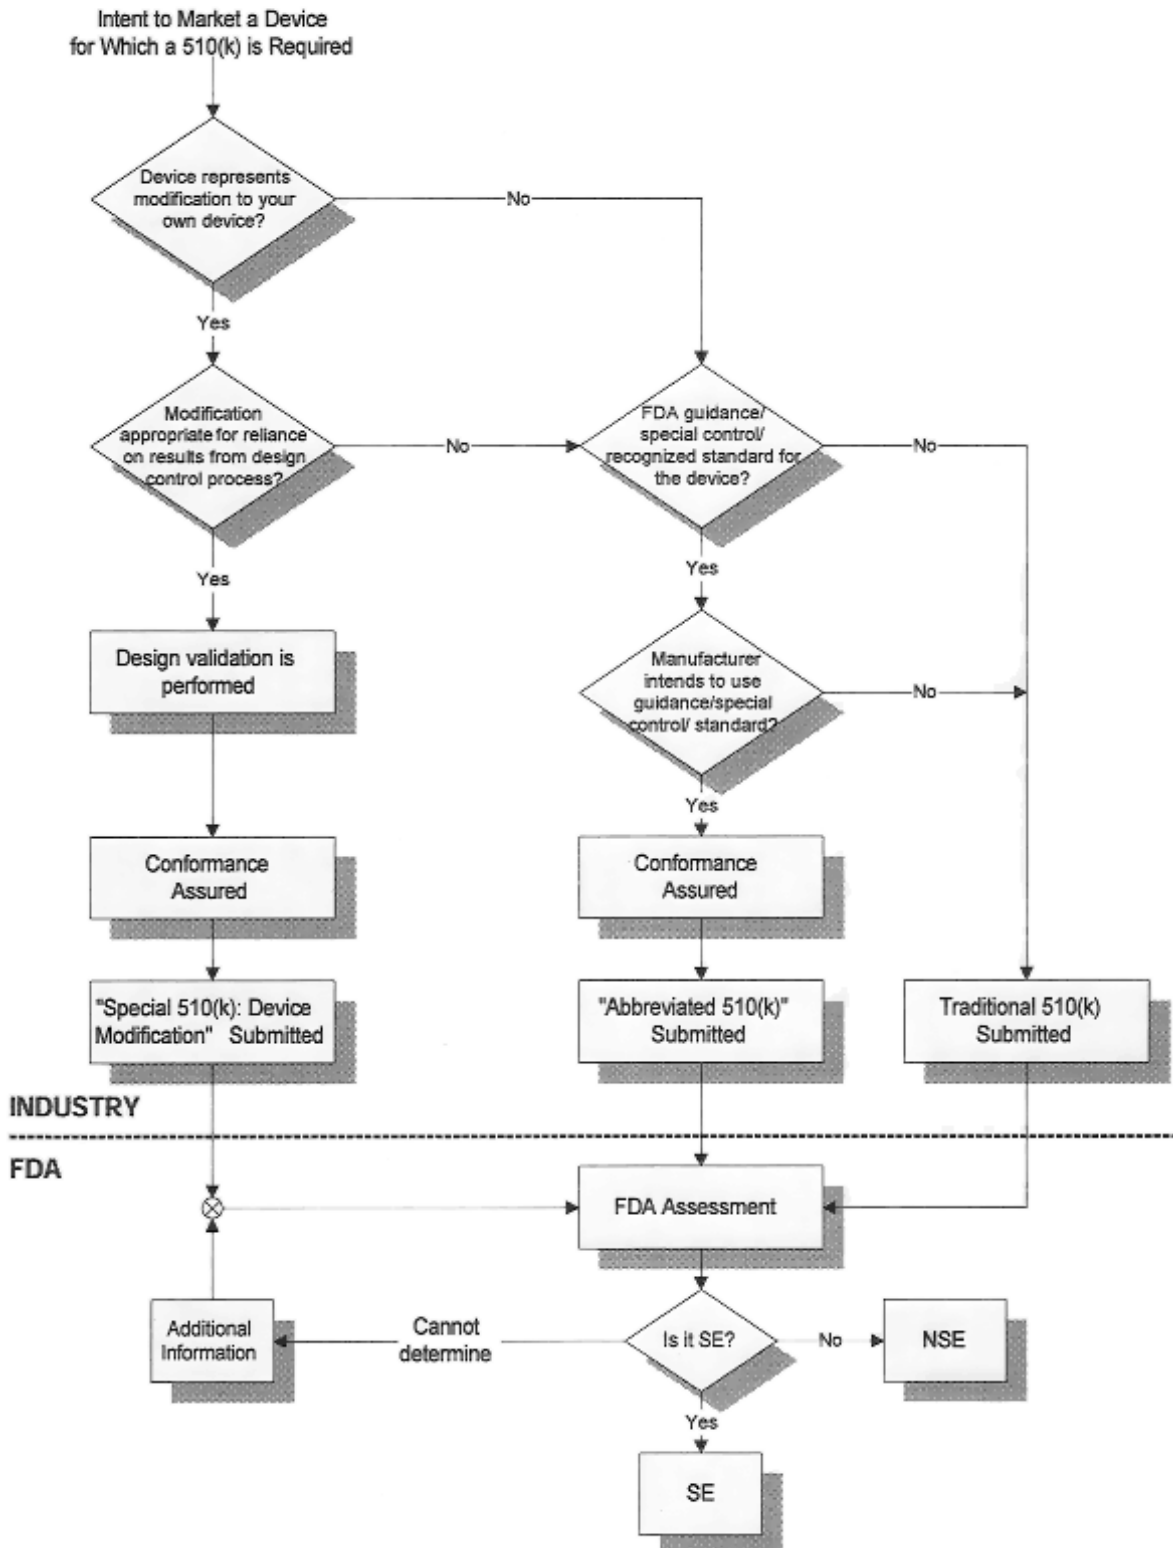 Intent to Market a Device
for Which a 510(k) is Required
Device represents
modification to your
own device?
No
Yes
Modification
appropriate for reliance
on results from design
control process?
No
FDA guidance/
special control/
recognized standard for
the device?
No
Yes
Yes
Design validation is
performed
Manufacturer
intends to use
guidance/special
control/ standard?
No
Yes
Conformance
Assured
Conformance
Assured
"Special 510(k): Device
Modification" Submitted
"Abbreviated 510(k)"
Submitted
Traditional 510(k)
Submitted
INDUSTRY
FDA
FDA Assessment
Additional
Information
Cannot
determine
Is it SE?
No
NSE
Yes
SE